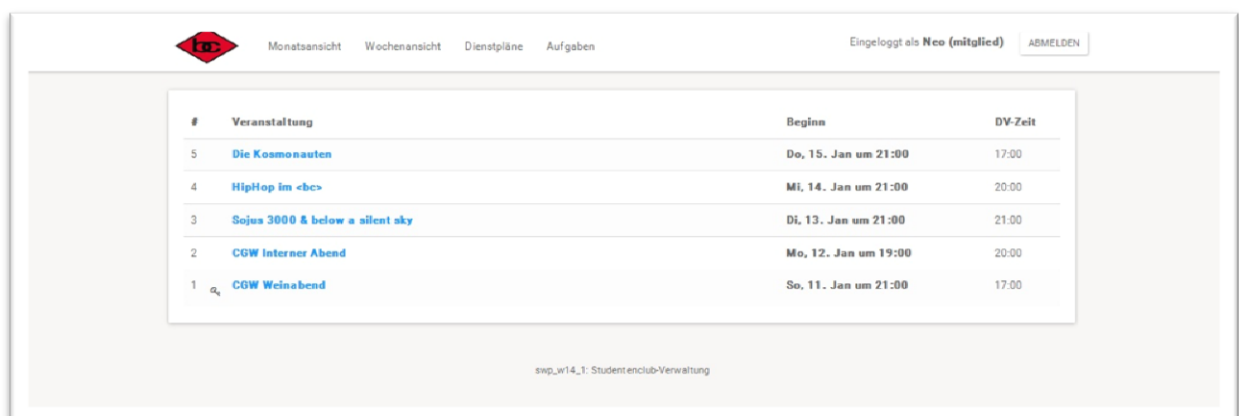 bc Monatsansicht Wochenansicht Dienstpläne Aufgaben Eingeloggt als Neo (mitglied) ABMELDEN
# Veranstaltung Beginn DV-Zeit
5 Die Kosmonauten Do, 15. Jan um 21:00 17:00
4 HipHop im <bc> Mi, 14. Jan um 21:00 20:00
3 Sojus 3000 & below a silent sky Di, 13. Jan um 21:00 21:00
2 CGW Interner Abend Mo, 12. Jan um 19:00 20:00
1 CGW Weinabend So, 11. Jan um 21:00 17:00
swp_w14_1: Studentenclub-Verwaltung